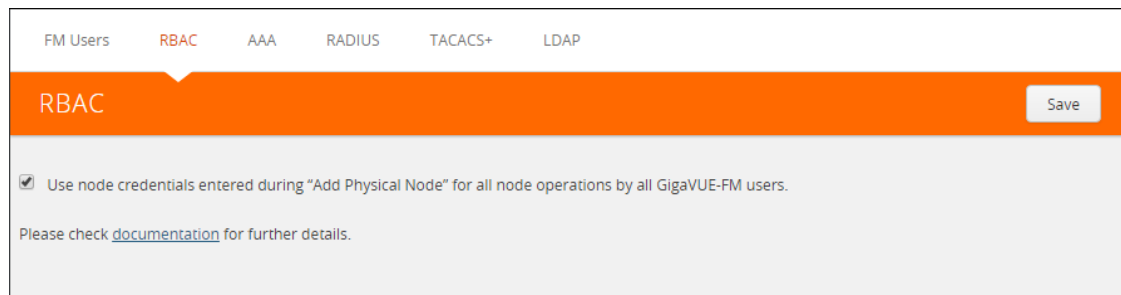 FM Users RBAC AAA RADIUS TACACS+ LDAP
RBAC Save
Use node credentials entered during “Add Physical Node” for all node operations by all GigaVUE-FM users.
Please check documentation for further details.